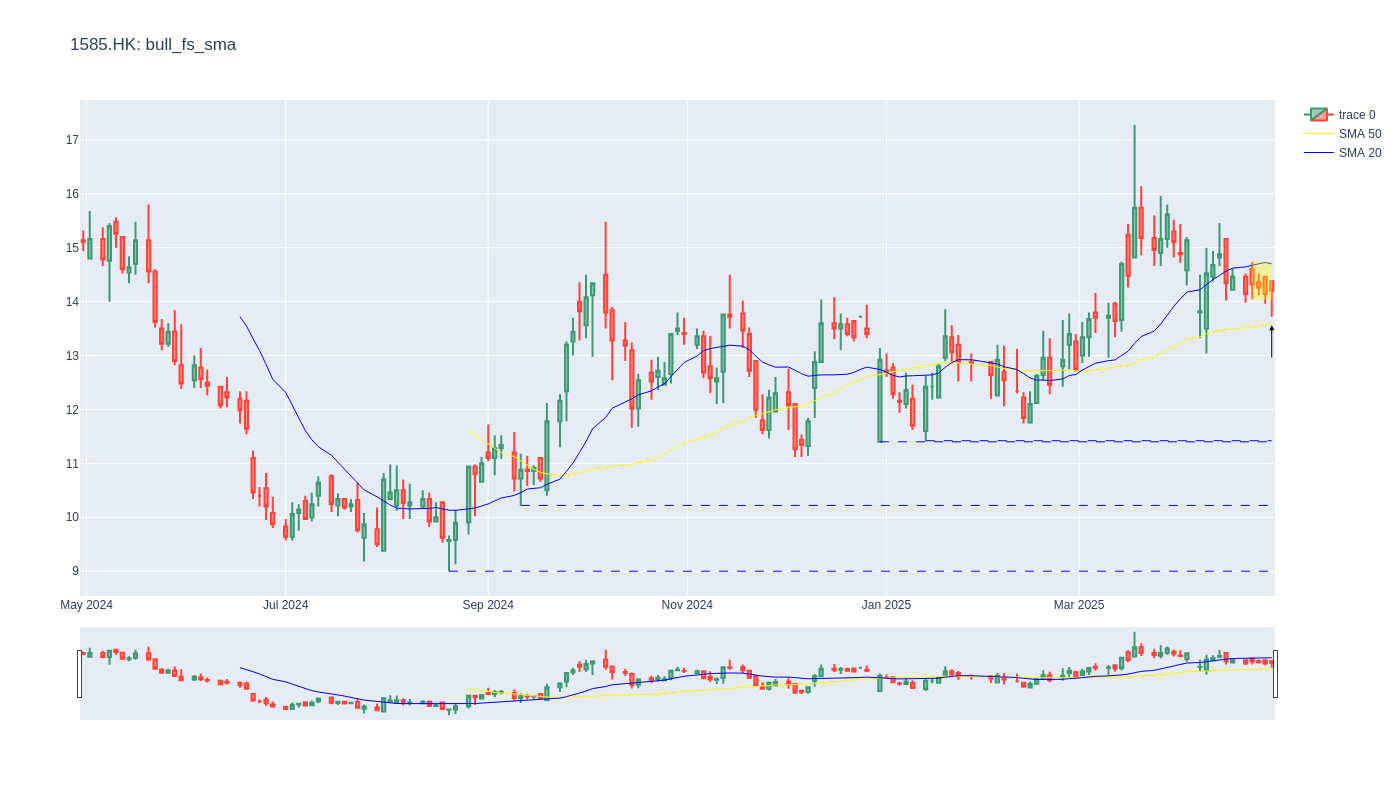 1585.HK: bull_fs_sma
trace 0
SMA 50
SMA 20
17
16
15
14
13
12
11
10
9
May 2024
Jul 2024
Sep 2024
Nov 2024
Jan 2025
Mar 2025